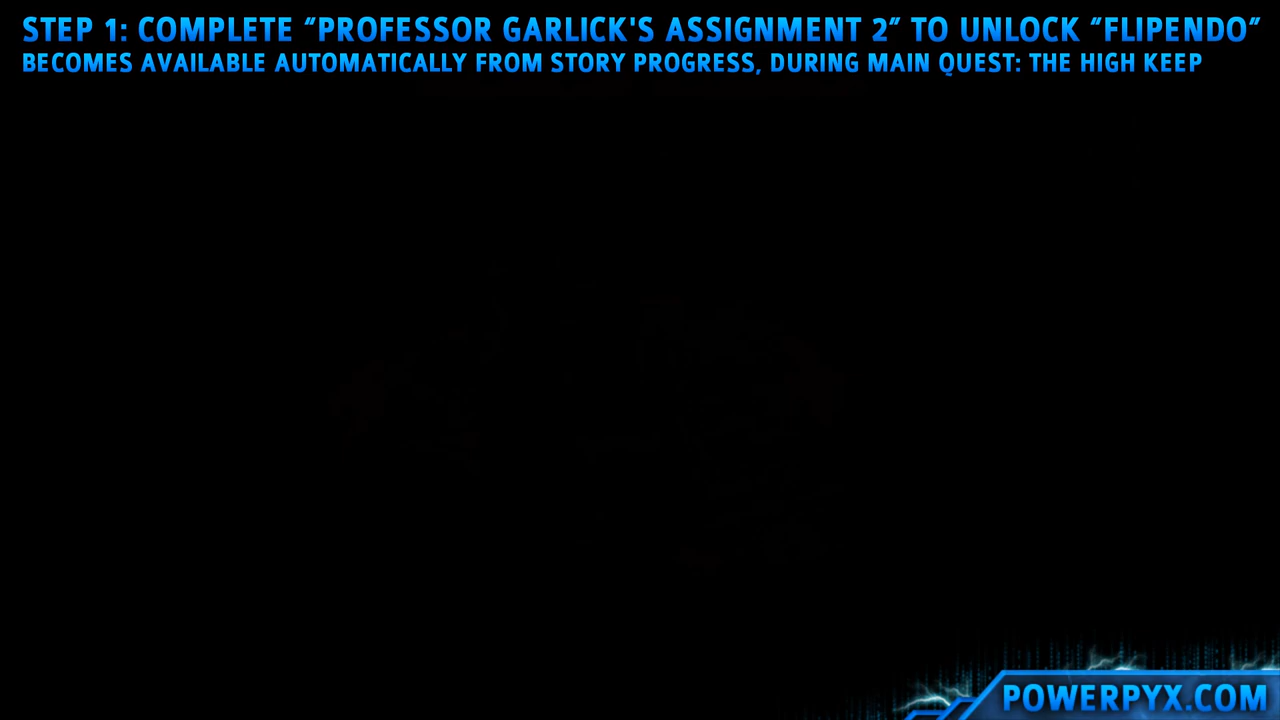 STEP 1: COMPLETE “PROFESSOR GARLICK'S ASSIGNMENT 2” TO UNLOCK “FLIPENDO”
BECOMES AVAILABLE AUTOMATICALLY FROM STORY PROGRESS, DURING MAIN QUEST: THE HIGH KEEP
POWERPYX.COM